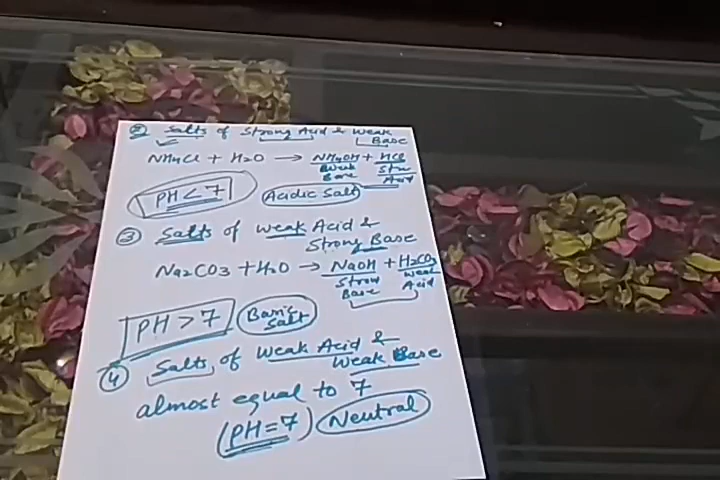 ② Salts of Strong Acid & Weak
Base
NH4Cl + H2O → NH4OH + HCl
Weak Base
Acid
PH < 7 Acidic Salt
③ Salts of weak Acid &
Strong Base
Na2CO3 + H2O → NaOH + H2CO3
Strong weak
Base Acid
PH > 7 Basic Salt
④ Salts of Weak Acid &
Weak Base
almost equal to 7
(PH = 7) Neutral